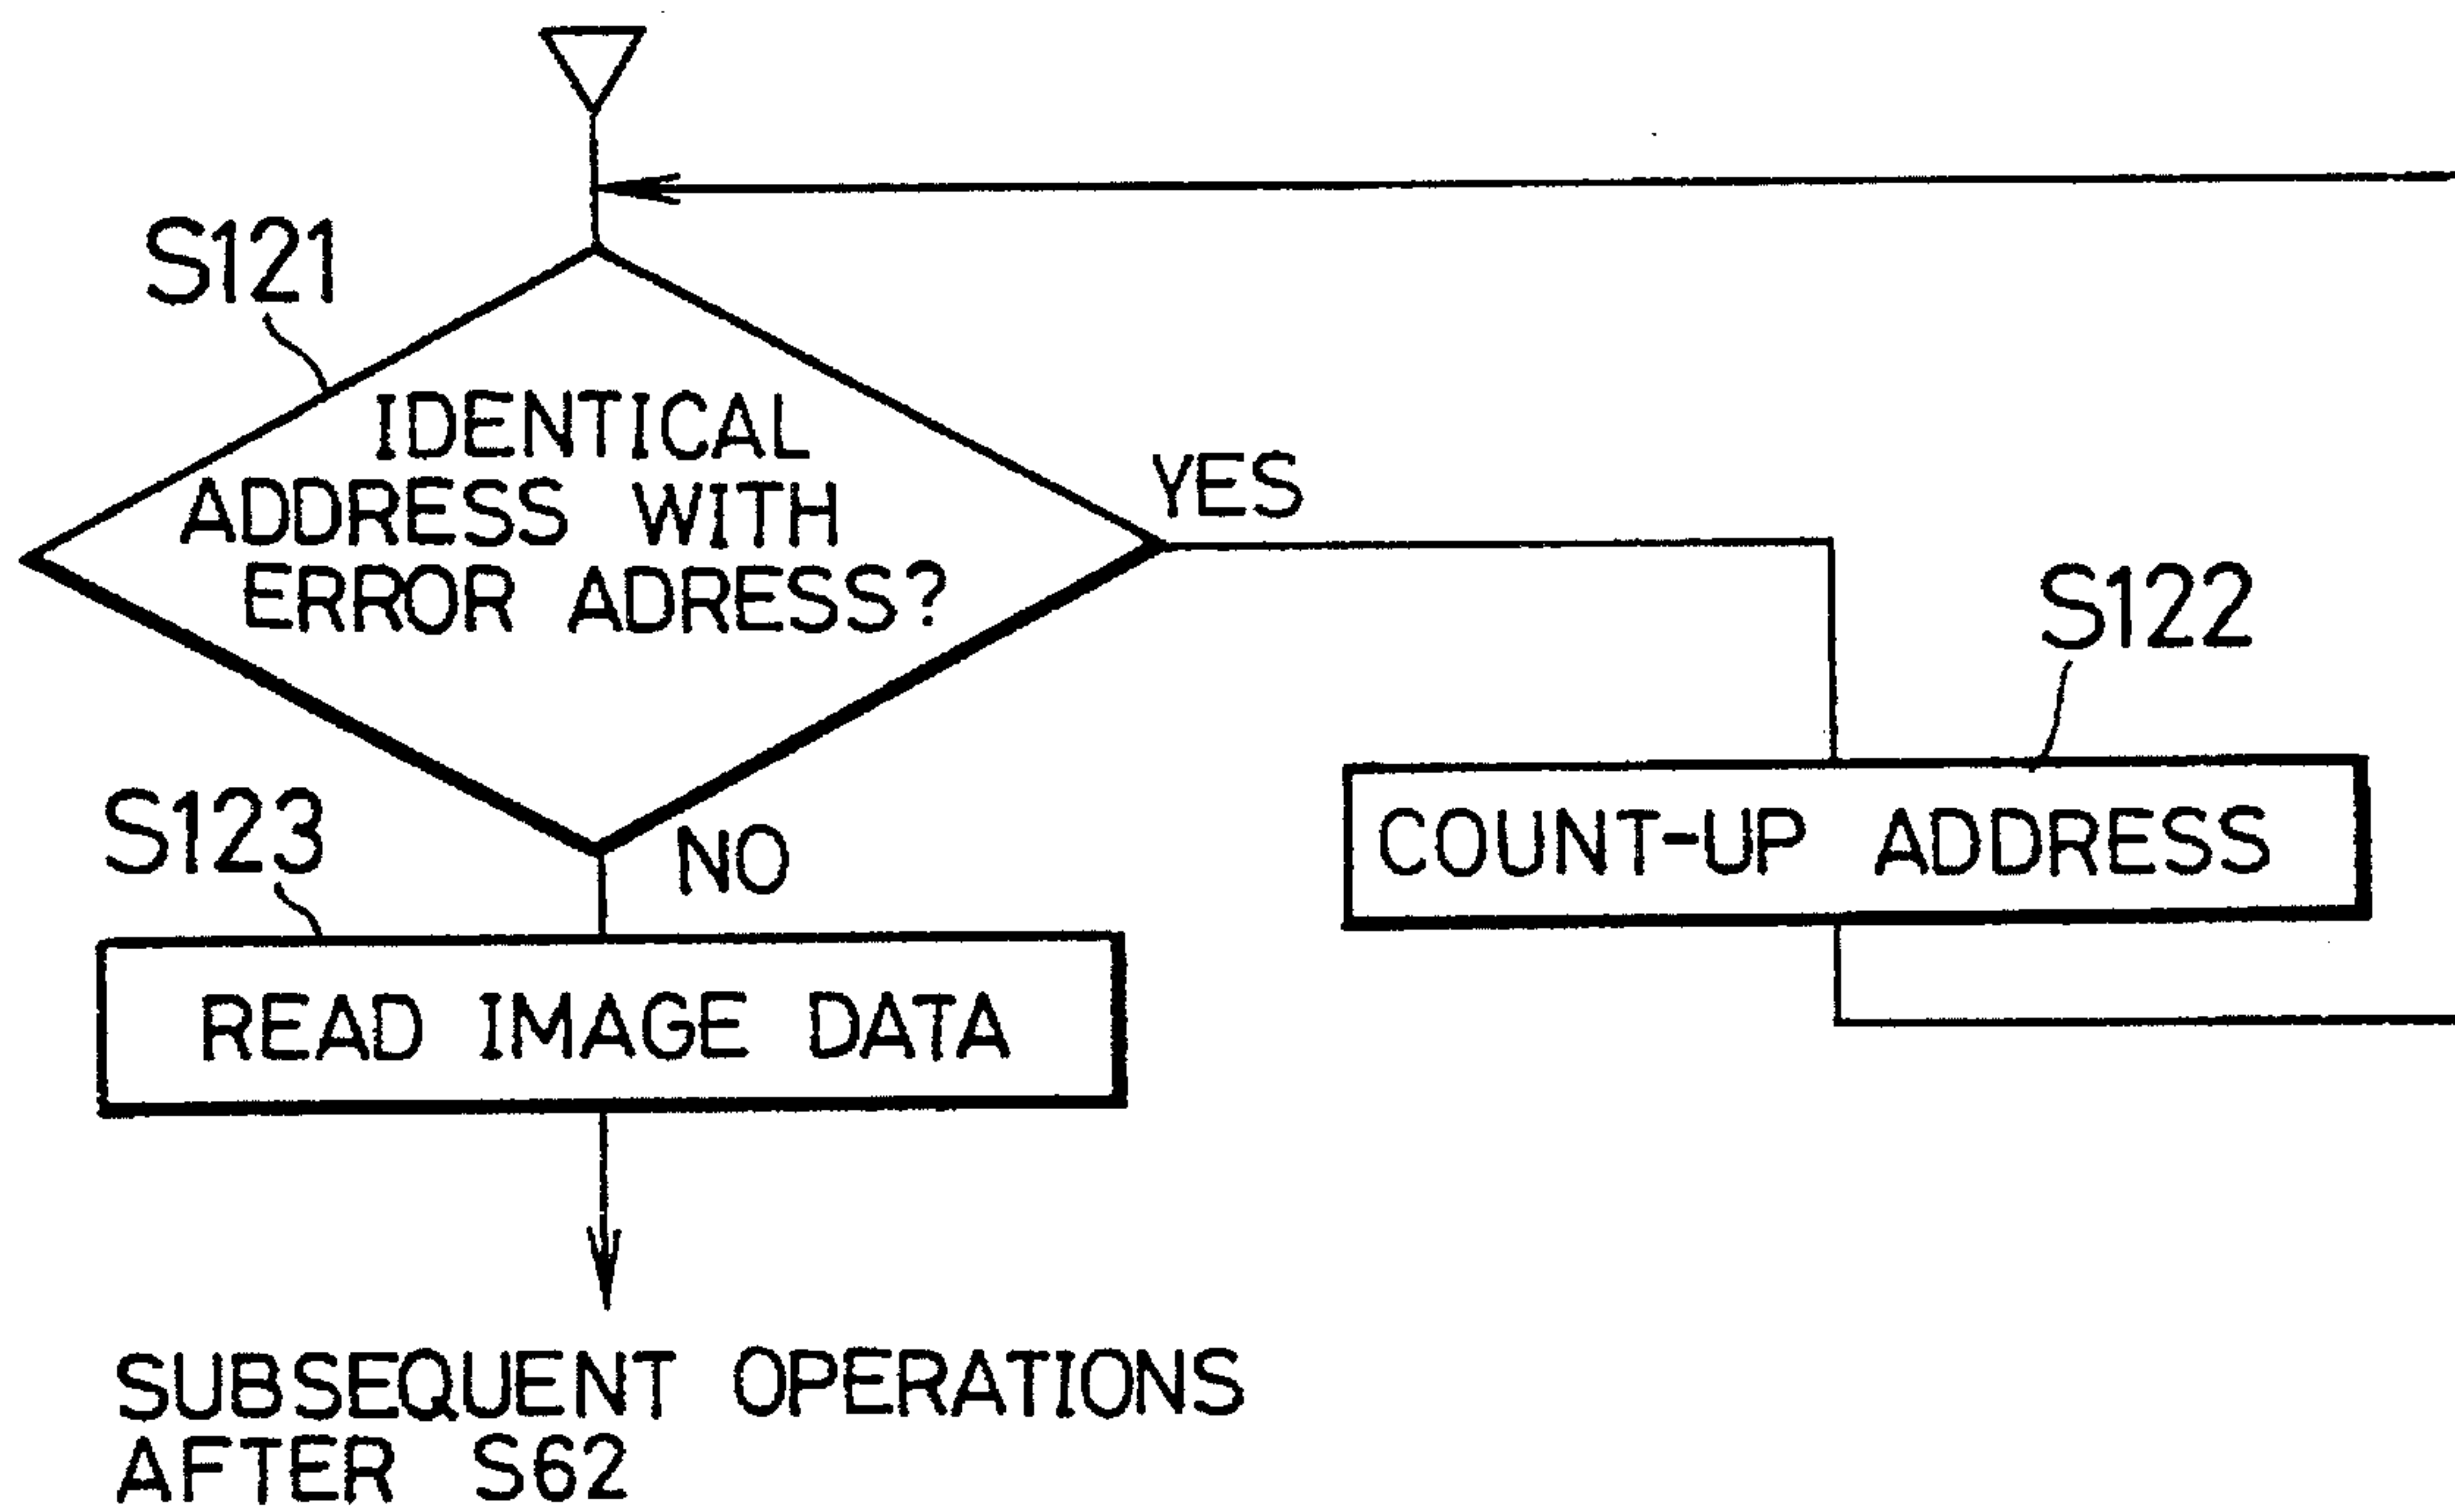 S121
IDENTICAL
ADDRESS WITH
ERROR ADRESS?
YES
S122
COUNT-UP ADDRESS
S123
NO
READ IMAGE DATA
SUBSEQUENT OPERATIONS
AFTER S62